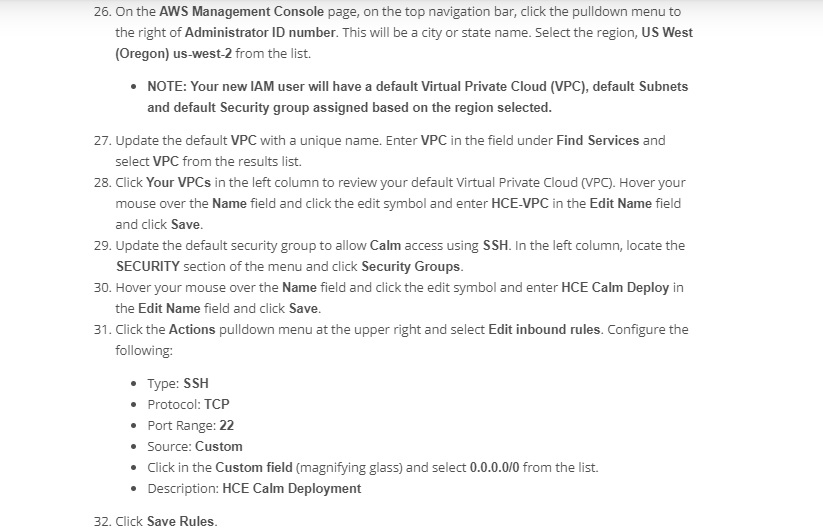 26. On the AWS Management Console page, on the top navigation bar, click the pulldown menu to
the right of Administrator ID number. This will be a city or state name. Select the region, US West
(Oregon) us-west-2 from the list.
• NOTE: Your new IAM user will have a default Virtual Private Cloud (VPC), default Subnets
and default Security group assigned based on the region selected.
27. Update the default VPC with a unique name. Enter VPC in the field under Find Services and
select VPC from the results list.
28. Click Your VPCs in the left column to review your default Virtual Private Cloud (VPC). Hover your
mouse over the Name field and click the edit symbol and enter HCE-VPC in the Edit Name field
and click Save.
29. Update the default security group to allow Calm access using SSH. In the left column, locate the
SECURITY section of the menu and click Security Groups.
30. Hover your mouse over the Name field and click the edit symbol and enter HCE Calm Deploy in
the Edit Name field and click Save.
31. Click the Actions pulldown menu at the upper right and select Edit inbound rules. Configure the
following:
• Type: SSH
• Protocol: TCP
• Port Range: 22
• Source: Custom
• Click in the Custom field (magnifying glass) and select 0.0.0.0/0 from the list.
• Description: HCE Calm Deployment
32. Click Save Rules.